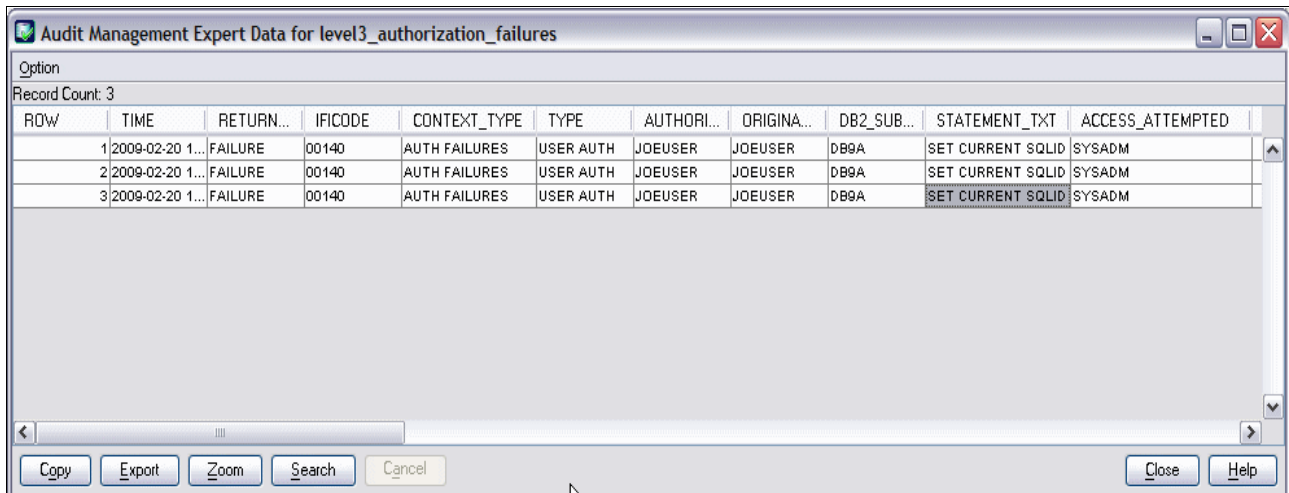 Audit Management Expert Data for level3_authorization_failures
Option
Record Count: 3
ROW TIME RETURN... IFICODE CONTEXT_TYPE TYPE AUTHORI... ORIGINA... DB2_SUB... STATEMENT_TXT ACCESS_ATTEMPTED
1 2009-02-20 1... FAILURE 00140 AUTH FAILURES USER AUTH JOEUSER JOEUSER DB9A SET CURRENT SQLID SYSADM
2 2009-02-20 1... FAILURE 00140 AUTH FAILURES USER AUTH JOEUSER JOEUSER DB9A SET CURRENT SQLID SYSADM
3 2009-02-20 1... FAILURE 00140 AUTH FAILURES USER AUTH JOEUSER JOEUSER DB9A SET CURRENT SQLID SYSADM
Copy Export Zoom Search Cancel Close Help